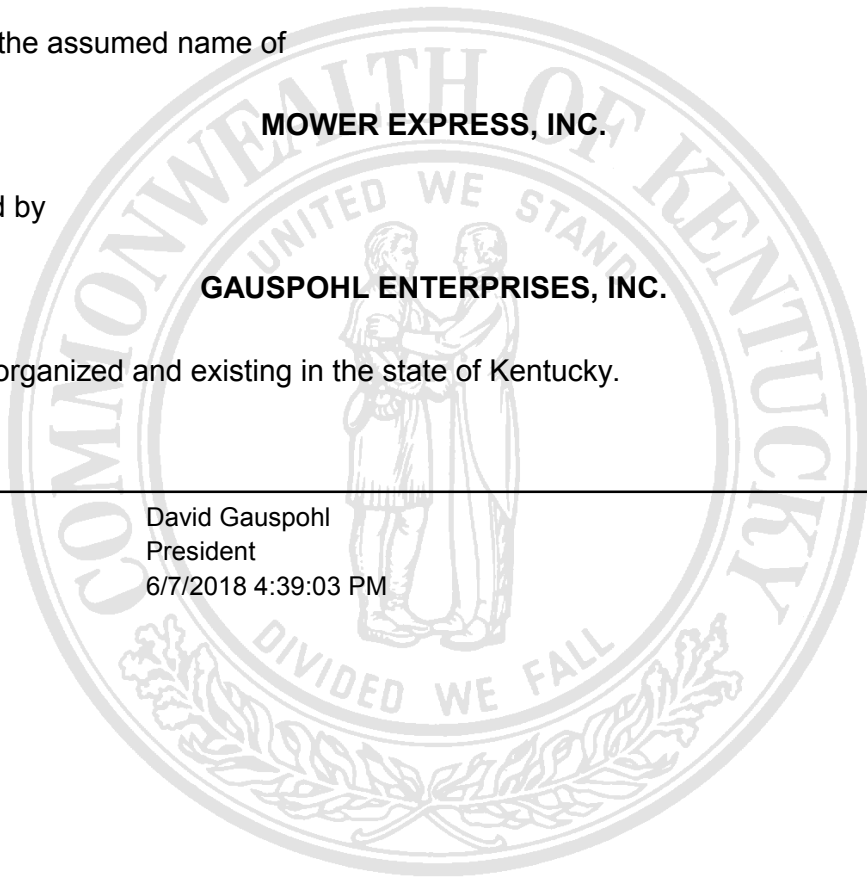 the assumed name of
MOWER EXPRESS, INC.
d by
GAUSPOHL ENTERPRISES, INC.
organized and existing in the state of Kentucky.
David Gauspohl
President
6/7/2018 4:39:03 PM
COMMONWEALTH OF KENTUCKY
UNITED WE STAND
DIVIDED WE FALL